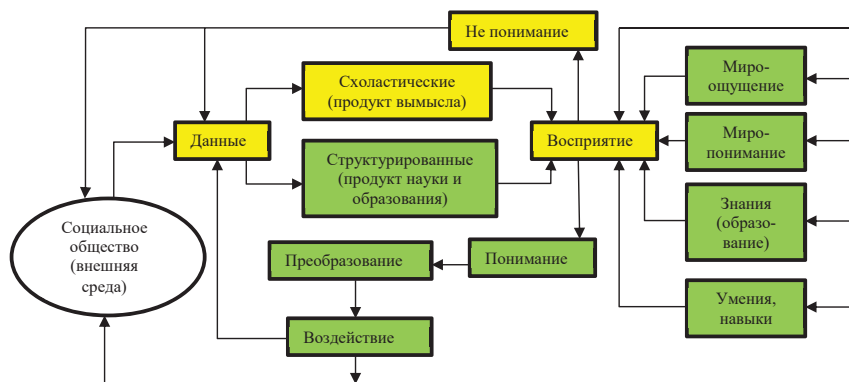 Не понимание
Схоластические
(продукт вымысла)
Миро-
ощущение
Данные
Восприятие
Миро-
понимание
Структурированные
(продукт науки и
образования)
Социальное
общество
(внешняя
среда)
Знания
(образо-
вание)
Преобразование
Понимание
Умения,
навыки
Воздействие